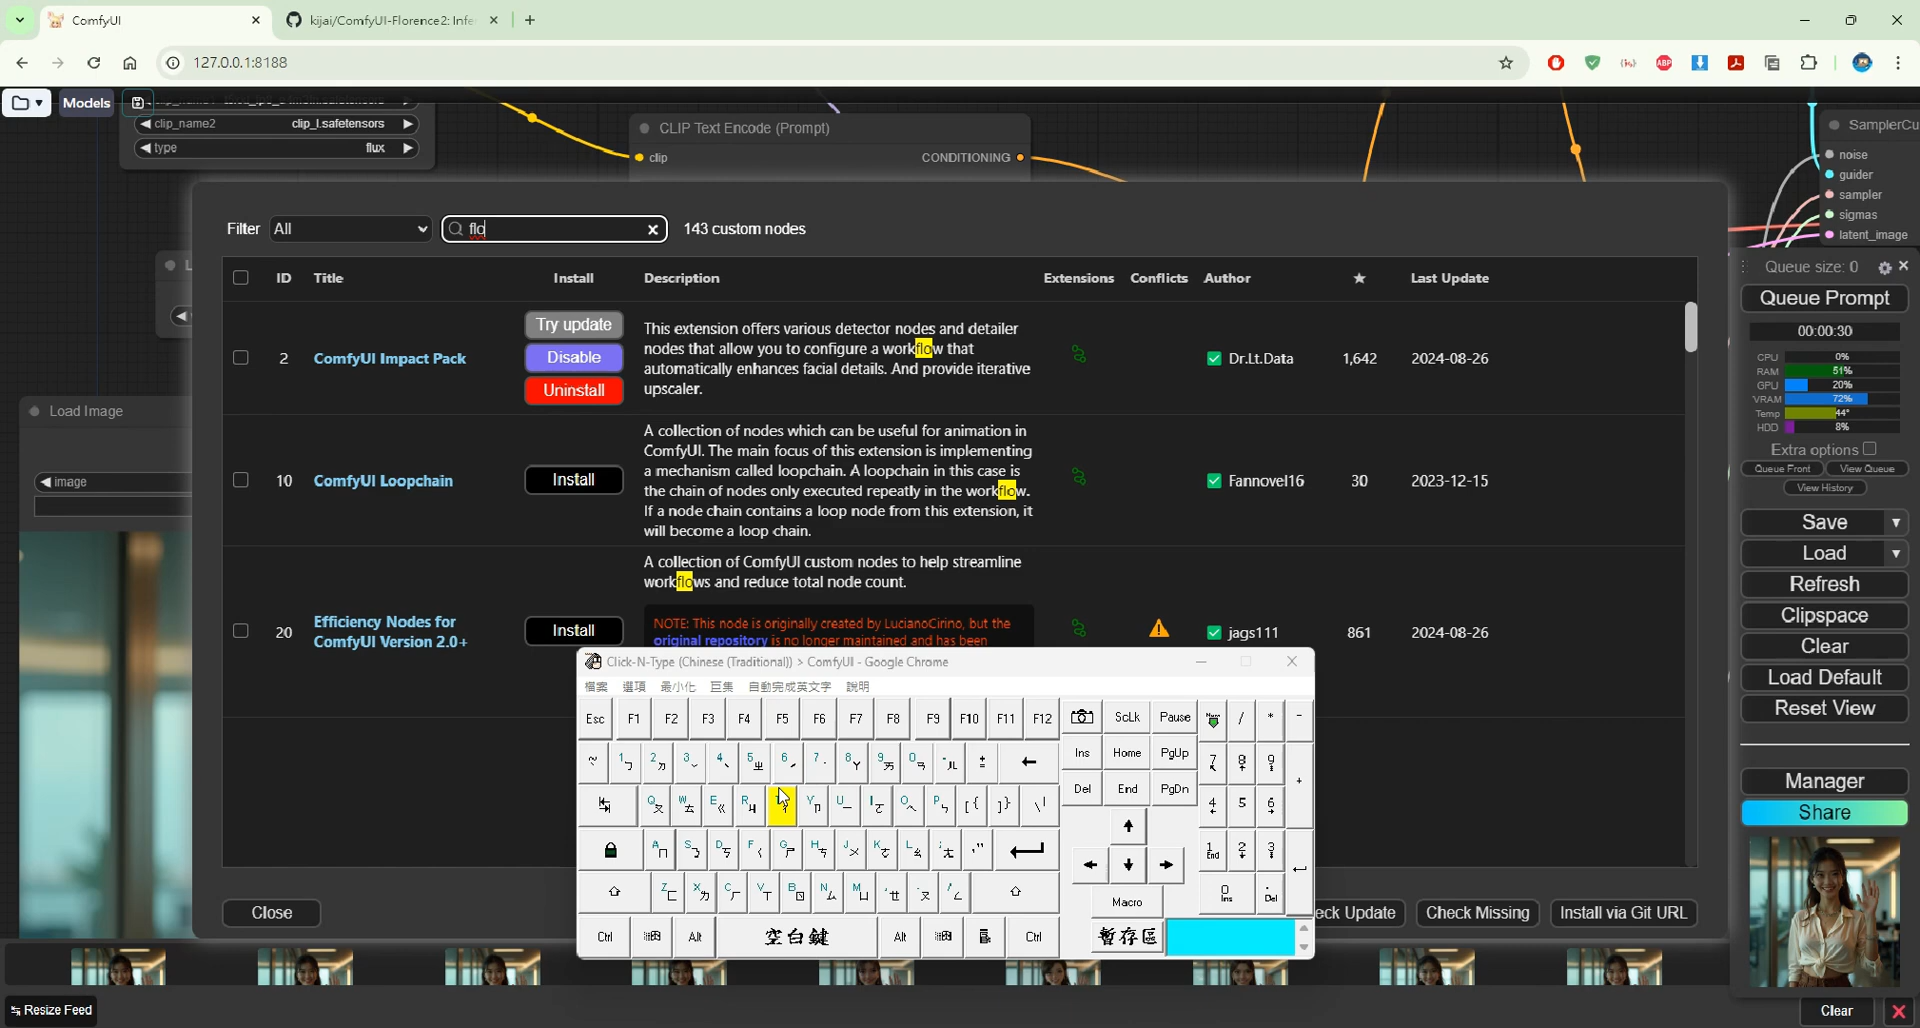 ComfyUI
kijai/ComfyUI-Florence2: Infe
127.0.0.1:8188
Models
clip_name2 clip_l.safetensors
type flux
CLIP Text Encode (Prompt)
clip CONDITIONING
SamplerCu
noise
guider
sampler
sigmas
latent_image
Load Image
image
Filter All flo 143 custom nodes
ID Title Install Description Extensions Conflicts Author ★ Last Update
2 ComfyUI Impact Pack
Try update
Disable
Uninstall
This extension offers various detector nodes and detailer
nodes that allow you to configure a workflow that
automatically enhances facial details. And provide iterative
upscaler.
Dr.Lt.Data 1,642 2024-08-26
10 ComfyUI Loopchain
Install
A collection of nodes which can be useful for animation in
ComfyUI. The main focus of this extension is implementing
a mechanism called loopchain. A loopchain in this case is
the chain of nodes only executed repeatly in the workflow.
If a node chain contains a loop node from this extension, it
will become a loop chain.
Fannovel16 30 2023-12-15
20 Efficiency Nodes for
ComfyUI Version 2.0+
Install
A collection of ComfyUI custom nodes to help streamline
workflows and reduce total node count.
NOTE: This node is originally created by LucianoCirino, but the
original repository is no longer maintained and has been
jags111 861 2024-08-26
Close
eck Update Check Missing Install via Git URL
Click-N-Type (Chinese (Traditional)) > ComfyUI - Google Chrome
檔案 選項 最小化 巨集 自動完成英文字 說明
Esc F1 F2 F3 F4 F5 F6 F7 F8 F9 F10 F11 F12 ScLk Pause / * -
Ins Home PgUp
Del End PgDn
Macro
Ctrl Alt 空白鍵 Alt Ctrl 暫存區
Queue size: 0
Queue Prompt
00:00:30
CPU 0%
RAM 51%
GPU 20%
VRAM 72%
Temp 44°
HDD 8%
Extra options
Queue Front View Queue
View History
Save
Load
Refresh
Clipspace
Clear
Load Default
Reset View
Manager
Share
Resize Feed
Clear